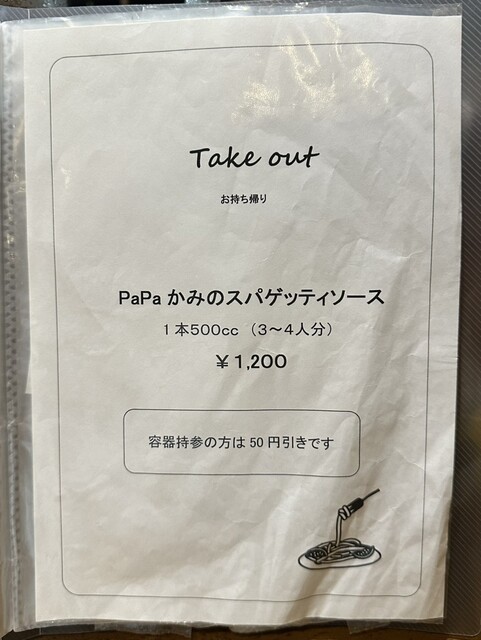 Take out
お持ち帰り
PaPa かみのスパゲッティソース
１本500cc （３～４人分）
￥1,200
容器持参の方は 50 円引きです